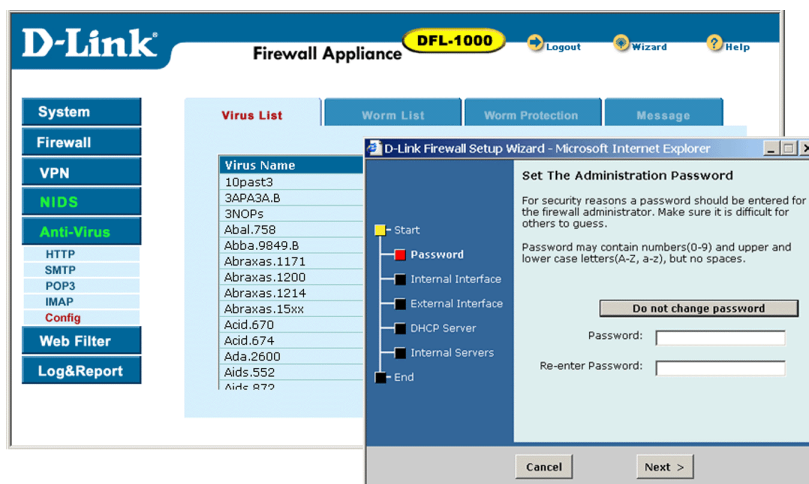 D-Link
Firewall Appliance
DFL-1000
Logout
Wizard
Help
System
Firewall
VPN
NIDS
Anti-Virus
HTTP
SMTP
POP3
IMAP
Config
Web Filter
Log&Report
Virus List
Worm List
Worm Protection
Message
Virus Name
10past3
3APA3A.B
3NOPs
Abal.758
Abba.9849.B
Abraxas.1171
Abraxas.1200
Abraxas.1214
Abraxas.15xx
Acid.670
Acid.674
Ada.2600
Aids.552
Aids.872
D-Link Firewall Setup Wizard - Microsoft Internet Explorer
Start
Password
Internal Interface
External Interface
DHCP Server
Internal Servers
End
Set The Administration Password
For security reasons a password should be entered for
the firewall administrator. Make sure it is difficult for
others to guess.
Password may contain numbers(0-9) and upper and
lower case letters(A-Z, a-z), but no spaces.
Do not change password
Password:
Re-enter Password:
Cancel
Next >